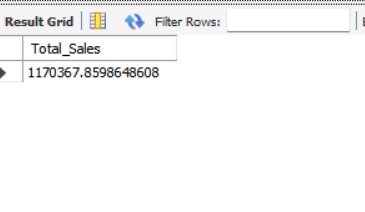 Result Grid Filter Rows:
Total_Sales
1170367.8598648608